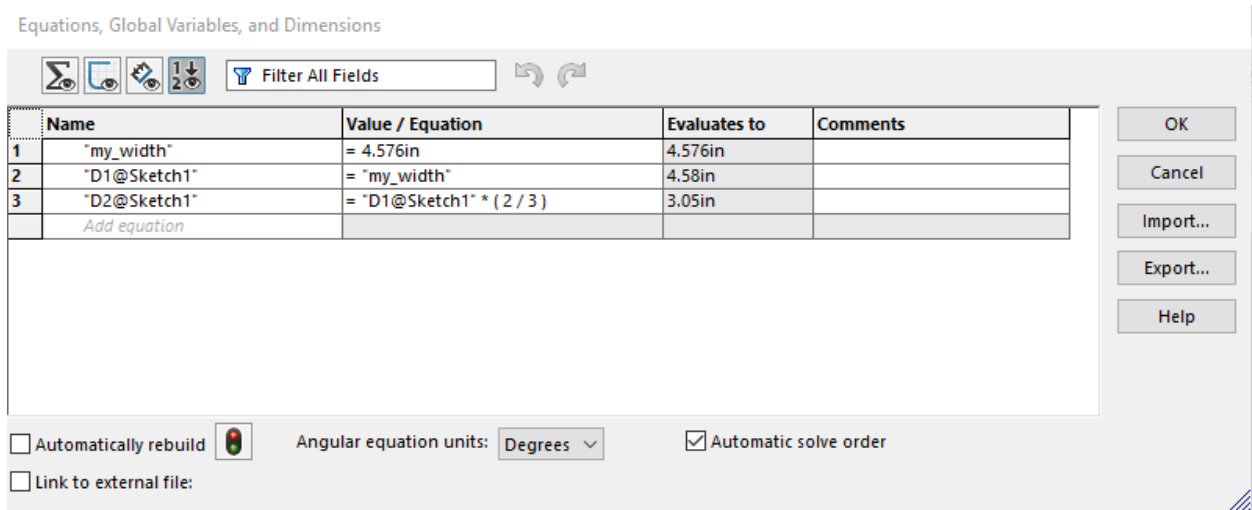 Equations, Global Variables, and Dimensions
Filter All Fields
Name Value / Equation Evaluates to Comments
1 "my_width" = 4.576in 4.576in
2 "D1@Sketch1" = "my_width" 4.58in
3 "D2@Sketch1" = "D1@Sketch1" * ( 2 / 3 ) 3.05in
Add equation
OK
Cancel
Import...
Export...
Help
Automatically rebuild Angular equation units: Degrees Automatic solve order
Link to external file: